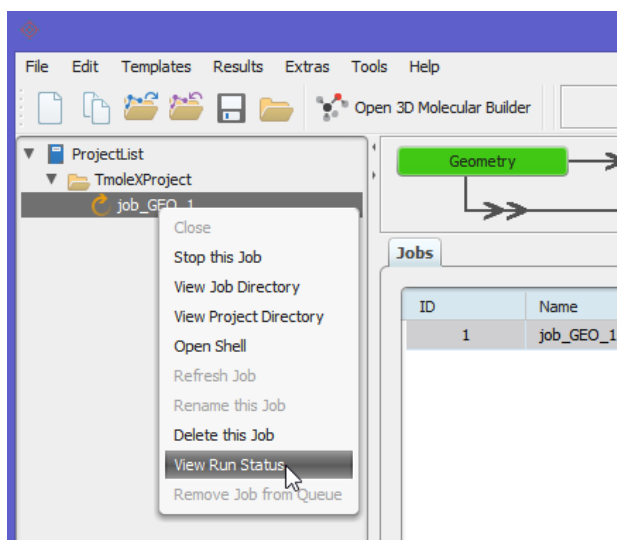 File Edit Templates Results Extras Tools Help
Open 3D Molecular Builder
ProjectList
TmoleXProject
job_GEO_1
Close
Stop this Job
View Job Directory
View Project Directory
Open Shell
Refresh Job
Rename this Job
Delete this Job
View Run Status
Remove Job from Queue
Geometry
Jobs
ID Name
1 job_GEO_1